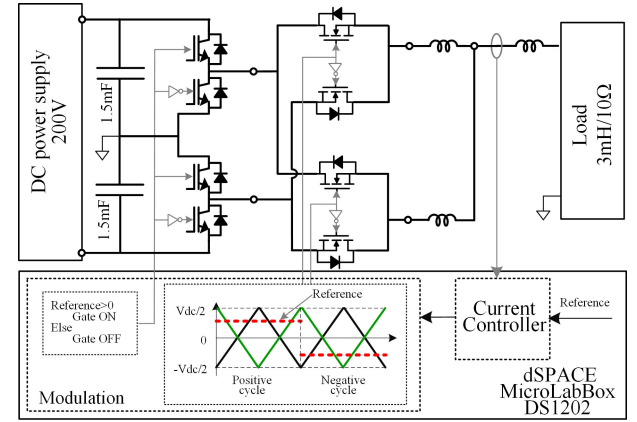 DC power supply
200V
1.5mF
1.5mF
Load
3mH/10Ω
Reference>0
Gate ON
Else
Gate OFF
Vdc/2
0
-Vdc/2
Reference
Positive
cycle
Negative
cycle
Modulation
Current
Controller
Reference
dSPACE
MicroLabBox
DS1202